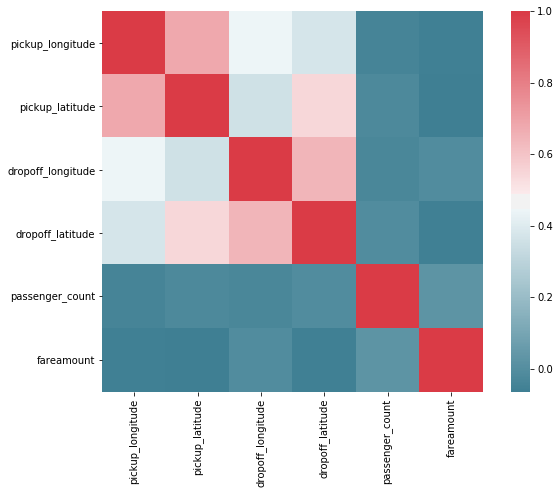 pickup_longitude
pickup_latitude
dropoff_longitude
dropoff_latitude
passenger_count
fareamount
pickup_longitude
pickup_latitude
dropoff_longitude
dropoff_latitude
passenger_count
fareamount
1.0
0.8
0.6
0.4
0.2
0.0